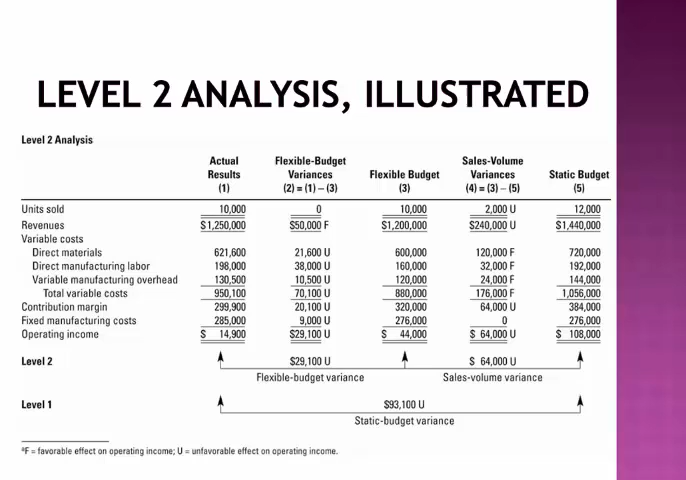 LEVEL 2 ANALYSIS, ILLUSTRATED
Level 2 Analysis
Actual Results (1) Flexible-Budget Variances (2) = (1) – (3) Flexible Budget (3) Sales-Volume Variances (4) = (3) – (5) Static Budget (5)
Units sold 10,000 0 10,000 2,000 U 12,000
Revenues $1,250,000 $50,000 F $1,200,000 $240,000 U $1,440,000
Variable costs
Direct materials 621,600 21,600 U 600,000 120,000 F 720,000
Direct manufacturing labor 198,000 38,000 U 160,000 32,000 F 192,000
Variable manufacturing overhead 130,500 10,500 U 120,000 24,000 F 144,000
Total variable costs 950,100 70,100 U 880,000 176,000 F 1,056,000
Contribution margin 299,900 20,100 U 320,000 64,000 U 384,000
Fixed manufacturing costs 285,000 9,000 U 276,000 0 276,000
Operating income $ 14,900 $29,100 U $ 44,000 $ 64,000 U $ 108,000
Level 2 $29,100 U $ 64,000 U
Flexible-budget variance Sales-volume variance
Level 1 $93,100 U
Static-budget variance
ᵃF = favorable effect on operating income; U = unfavorable effect on operating income.